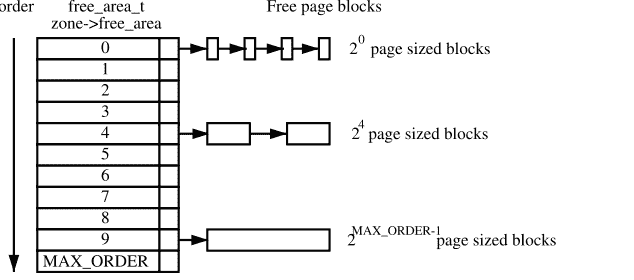 order free_area_t Free page blocks
zone->free_area
0 2^0 page sized blocks
1
2
3
4 2^4 page sized blocks
5
6
7
8
9 2^MAX_ORDER-1 page sized blocks
MAX_ORDER